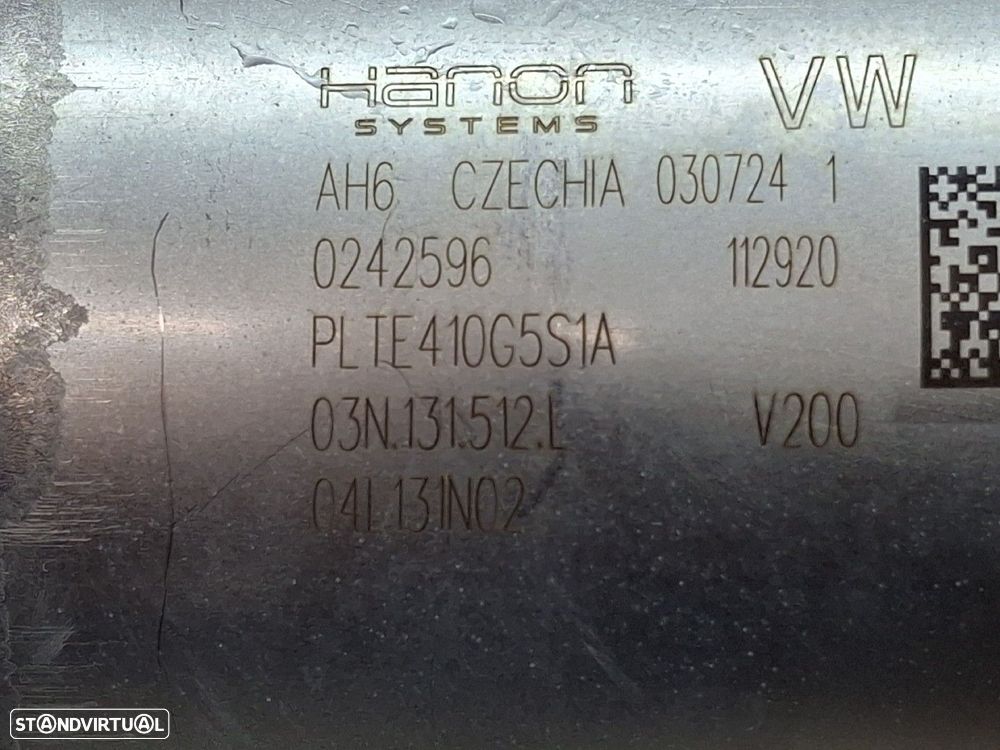 Hanon VW
SYSTEMS
AH6 CZECHIA 030724 1
0242596 112920
PLTE410G5S1A
03N.131.512.L V200
04L131N02
STANDVIRTUAL